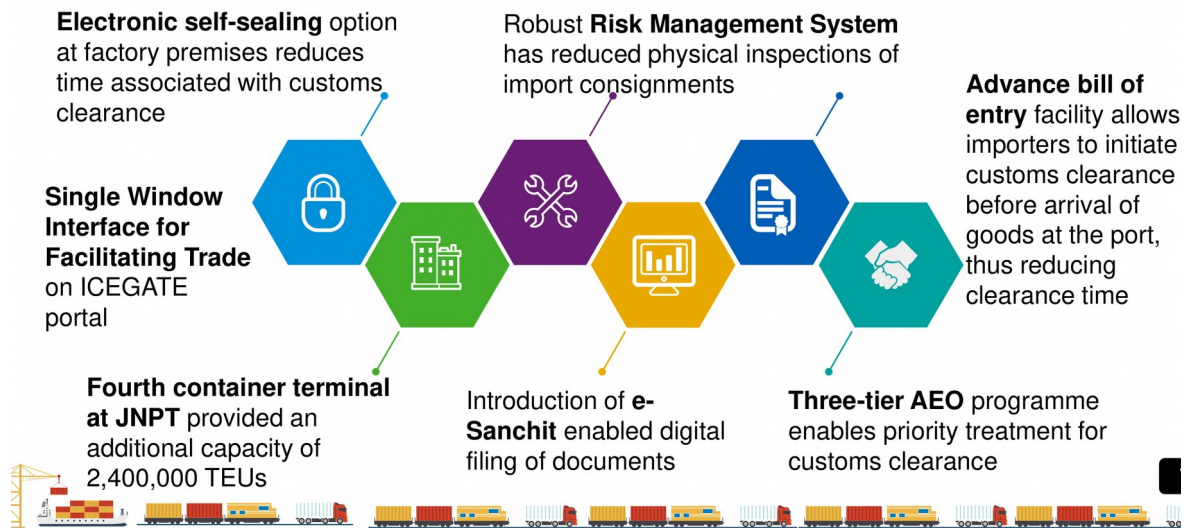 Electronic self-sealing option
at factory premises reduces
time associated with customs
clearance
Robust Risk Management System
has reduced physical inspections of
import consignments
Advance bill of
entry facility allows
importers to initiate
customs clearance
before arrival of
goods at the port,
thus reducing
clearance time
Single Window
Interface for
Facilitating Trade
on ICEGATE
portal
Fourth container terminal
at JNPT provided an
additional capacity of
2,400,000 TEUs
Introduction of e-
Sanchit enabled digital
filing of documents
Three-tier AEO programme
enables priority treatment for
customs clearance